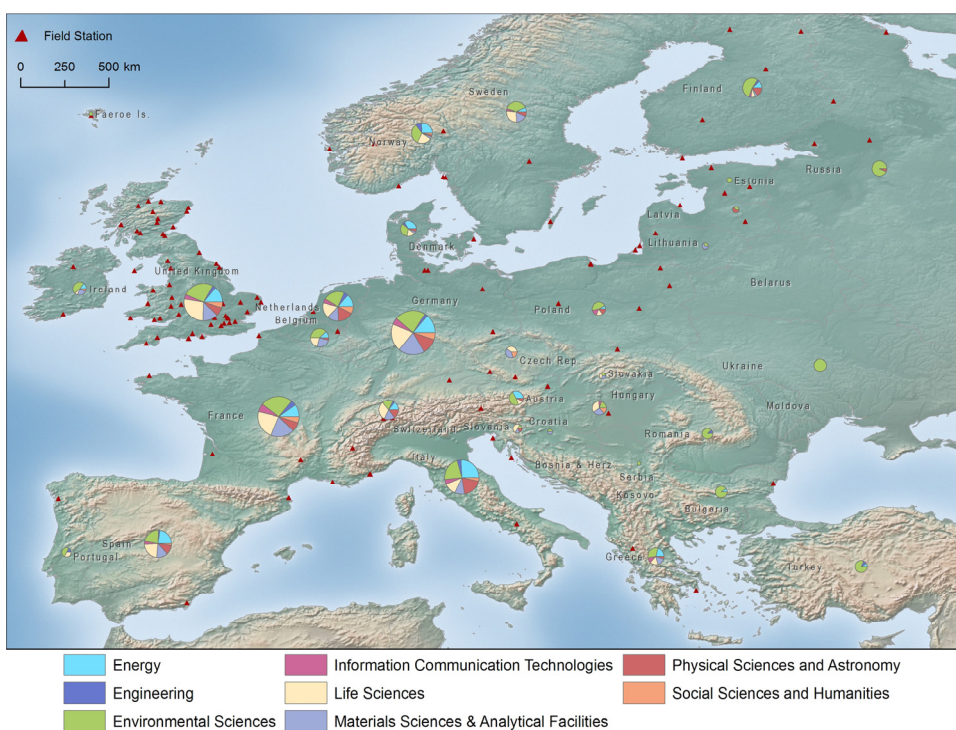 Field Station
0 250 500 km
Faeroe Is.
Sweden
Finland
Norway
Russia
Estonia
Latvia
Denmark
Lithuania
United Kingdom
Ireland
Belarus
Netherlands
Germany
Belgium
Poland
Czech Rep.
Ukraine
Slovakia
Austria
Hungary
Moldova
France
Switzerland
Slovenia
Croatia
Romania
Italy
Bosnia & Herz
Serbia
Kosovo
Bulgaria
Spain
Portugal
Greece
Turkey
Energy
Information Communication Technologies
Physical Sciences and Astronomy
Engineering
Life Sciences
Social Sciences and Humanities
Environmental Sciences
Materials Sciences & Analytical Facilities